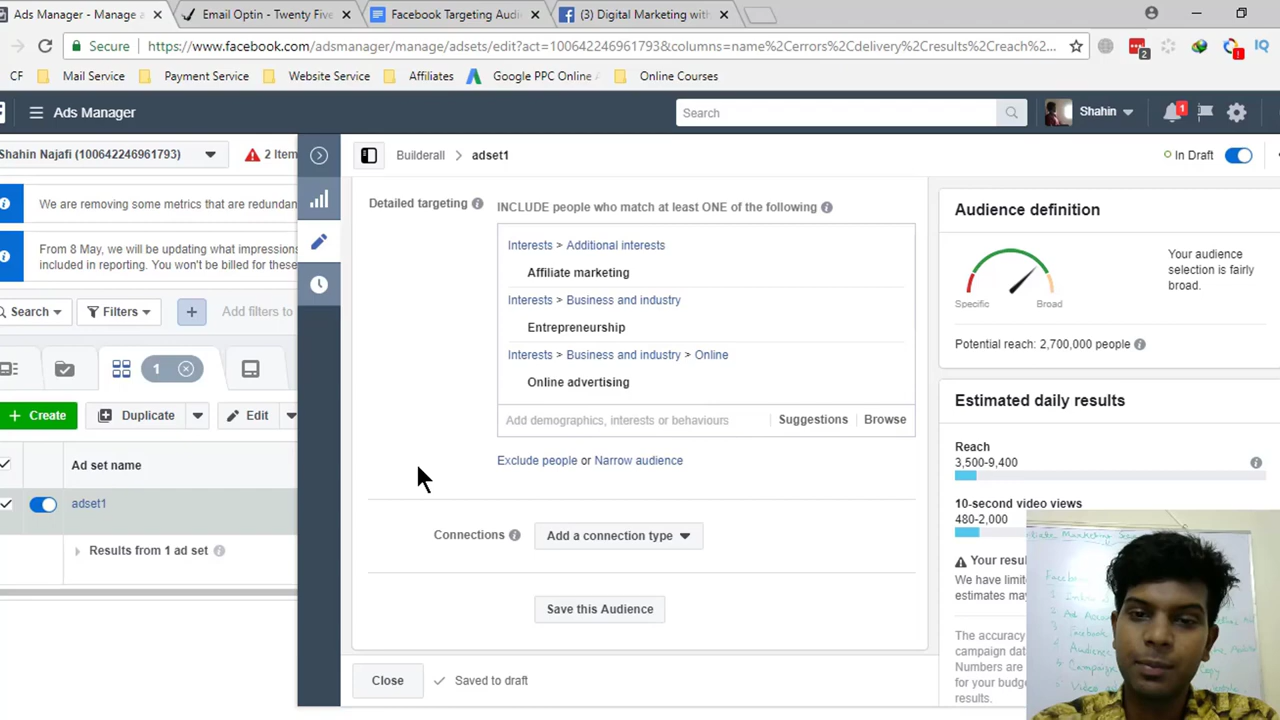 Ads Manager - Manage a
Email Optin - Twenty Five
Facebook Targeting Audi
(3) Digital Marketing with
Secure
https://www.facebook.com/adsmanager/manage/adsets/edit?act=100642246961793&columns=name%2Cerrors%2Cdelivery%2Cresults%2Creach%2C...
2
IQ
CF
Mail Service
Payment Service
Website Service
Affiliates
Google PPC Online
Online Courses
Ads Manager
Search
Shahin
1
Shahin Najafi (100642246961793)
2 Item
Builderall > adset1
In Draft
We are removing some metrics that are redundan
From 8 May, we will be updating what impressions
included in reporting. You won't be billed for these
Search
Filters
Add filters to
1
+ Create
Duplicate
Edit
Ad set name
adset1
Results from 1 ad set
Detailed targeting
INCLUDE people who match at least ONE of the following
Interests > Additional interests
Affiliate marketing
Interests > Business and industry
Entrepreneurship
Interests > Business and industry > Online
Online advertising
Add demographics, interests or behaviours
Suggestions
Browse
Exclude people or Narrow audience
Connections
Add a connection type
Save this Audience
Close
Saved to draft
Audience definition
Your audience
selection is fairly
broad.
Specific
Broad
Potential reach: 2,700,000 people
Estimated daily results
Reach
3,500-9,400
10-second video views
480-2,000
Your resul
We have limit
estimates may
The accuracy
campaign dat
Numbers are
for your budge
results.
Marketing
Facebook